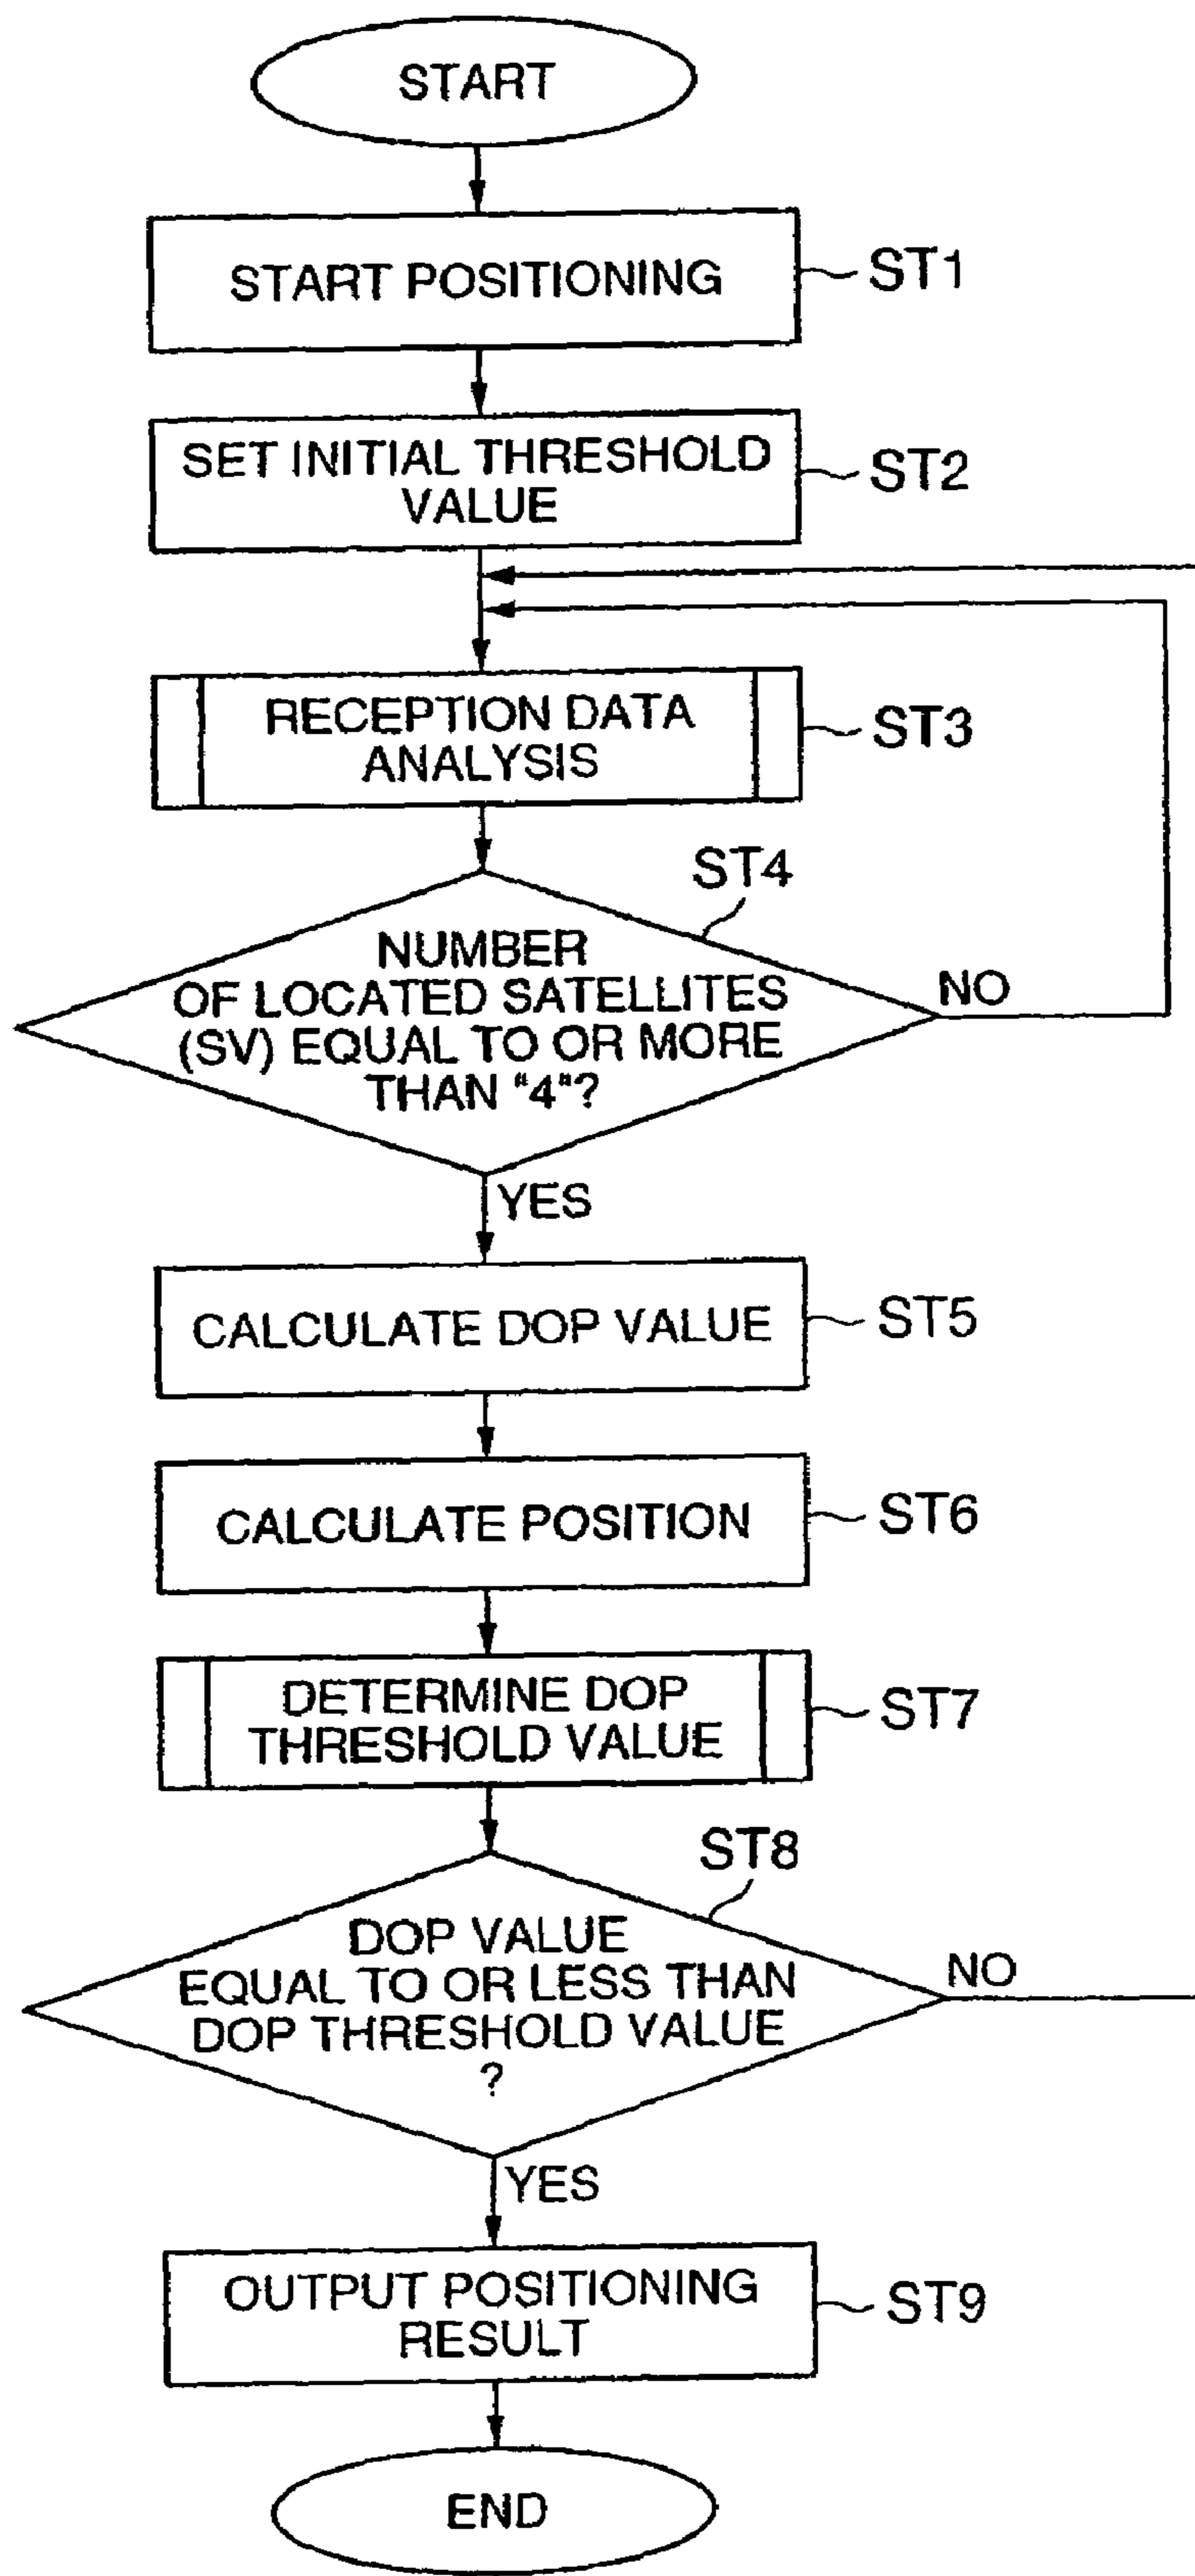 START
START POSITIONING
ST1
SET INITIAL THRESHOLD
VALUE
ST2
RECEPTION DATA
ANALYSIS
ST3
ST4
NUMBER
OF LOCATED SATELLITES
(SV) EQUAL TO OR MORE
THAN "4"?
NO
YES
CALCULATE DOP VALUE
ST5
CALCULATE POSITION
ST6
DETERMINE DOP
THRESHOLD VALUE
ST7
ST8
DOP VALUE
EQUAL TO OR LESS THAN
DOP THRESHOLD VALUE
?
NO
YES
OUTPUT POSITIONING
RESULT
ST9
END